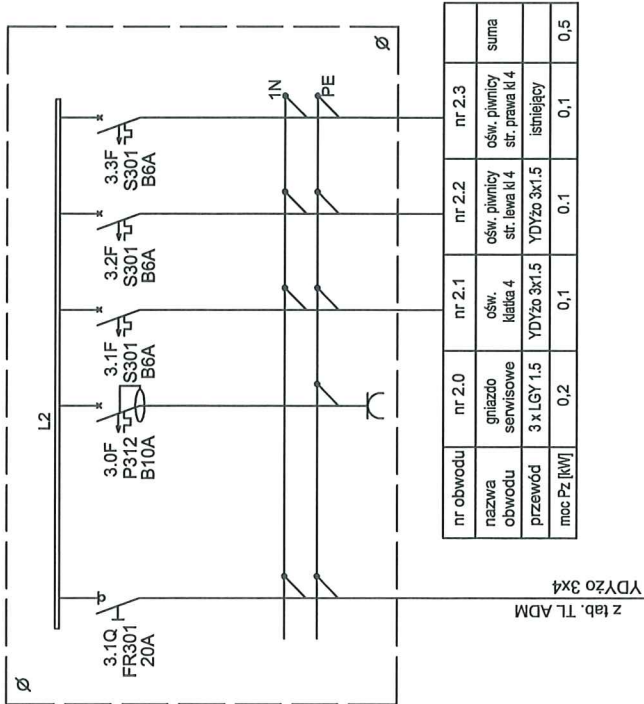 L2
3.1Q
FR301
20A
3.0F
P312
B10A
3.1F
S301
B6A
3.2F
S301
B6A
3.3F
S301
B6A
1N
PE
z tab. TL ADM
YDYżo 3x4
nr obwodu
nr 2.0
nr 2.1
nr 2.2
nr 2.3
nazwa
obwodu
gniazdo
serwisowe
ośw.
klatka 4
ośw. piwnicy
str. lewa kl 4
ośw. piwnicy
str. prawa kl 4
suma
przewód
3 x LGY 1.5
YDYżo 3x1.5
YDYżo 3x1.5
istniejący
moc Pz [kW]
0,2
0,1
0.1
0,1
0,5